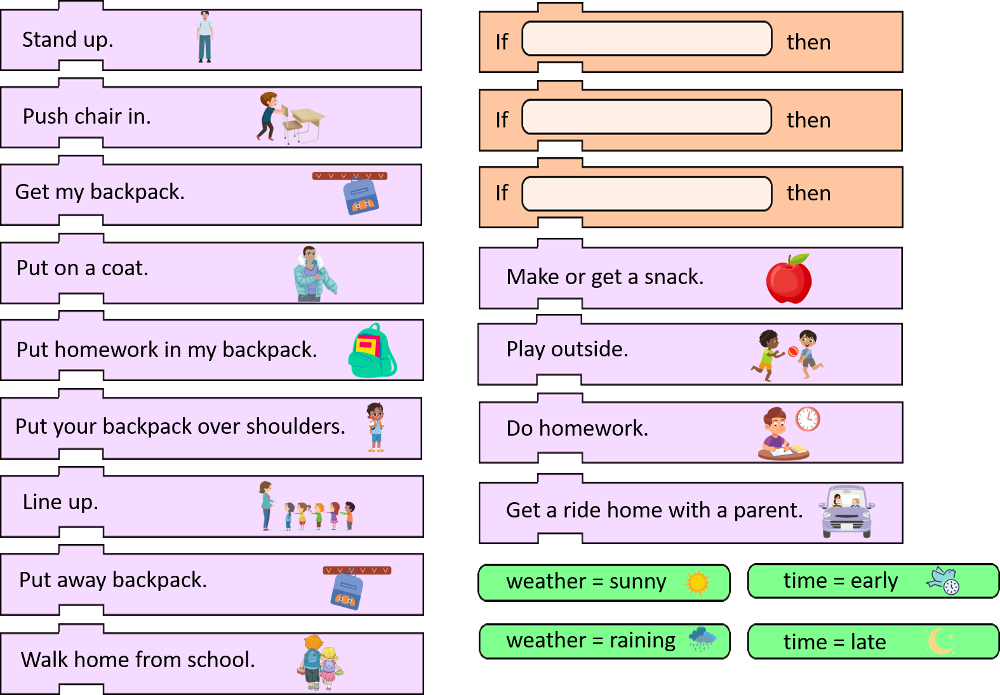 Stand up.
Push chair in.
Get my backpack.
Put on a coat.
Put homework in my backpack.
Put your backpack over shoulders.
Line up.
Put away backpack.
Walk home from school.
If then
If then
If then
Make or get a snack.
Play outside.
Do homework.
Get a ride home with a parent.
weather = sunny
time = early
weather = raining
time = late